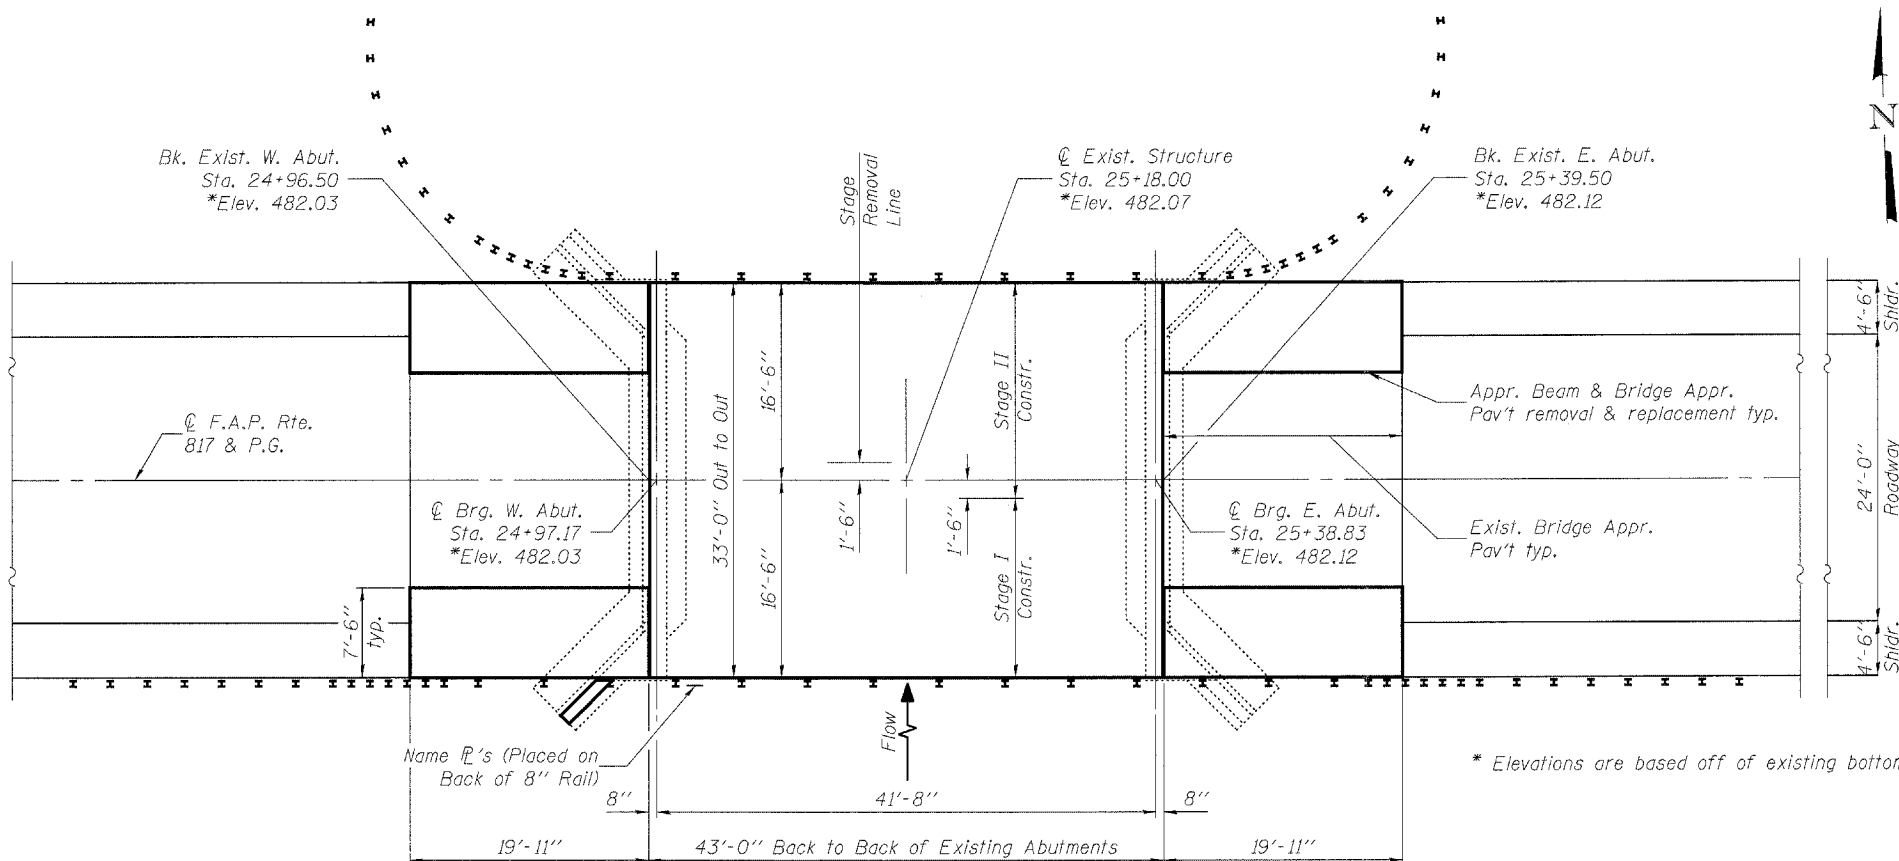 Bk. Exist. W. Abut.
Sta. 24+96.50
*Elev. 482.03
Stage
Removal
Line
℄ Exist. Structure
Sta. 25+18.00
*Elev. 482.07
Bk. Exist. E. Abut.
Sta. 25+39.50
*Elev. 482.12
N
℄ F.A.P. Rte.
817 & P.G.
33'-0" Out to Out
16'-6"
16'-6"
Stage II
Constr.
Stage I
Constr.
4'-6"
Shldr.
24'-0"
Roadway
4'-6"
Shldr.
Appr. Beam & Bridge Appr.
Pav't removal & replacement typ.
Exist. Bridge Appr.
Pav't typ.
℄ Brg. W. Abut.
Sta. 24+97.17
*Elev. 482.03
1'-6"
1'-6"
℄ Brg. E. Abut.
Sta. 25+38.83
*Elev. 482.12
7'-6"
typ.
Flow
Name ℄'s (Placed on
Back of 8" Rail)
* Elevations are based off of existing bottom
8"
41'-8"
8"
19'-11"
43'-0" Back to Back of Existing Abutments
19'-11"